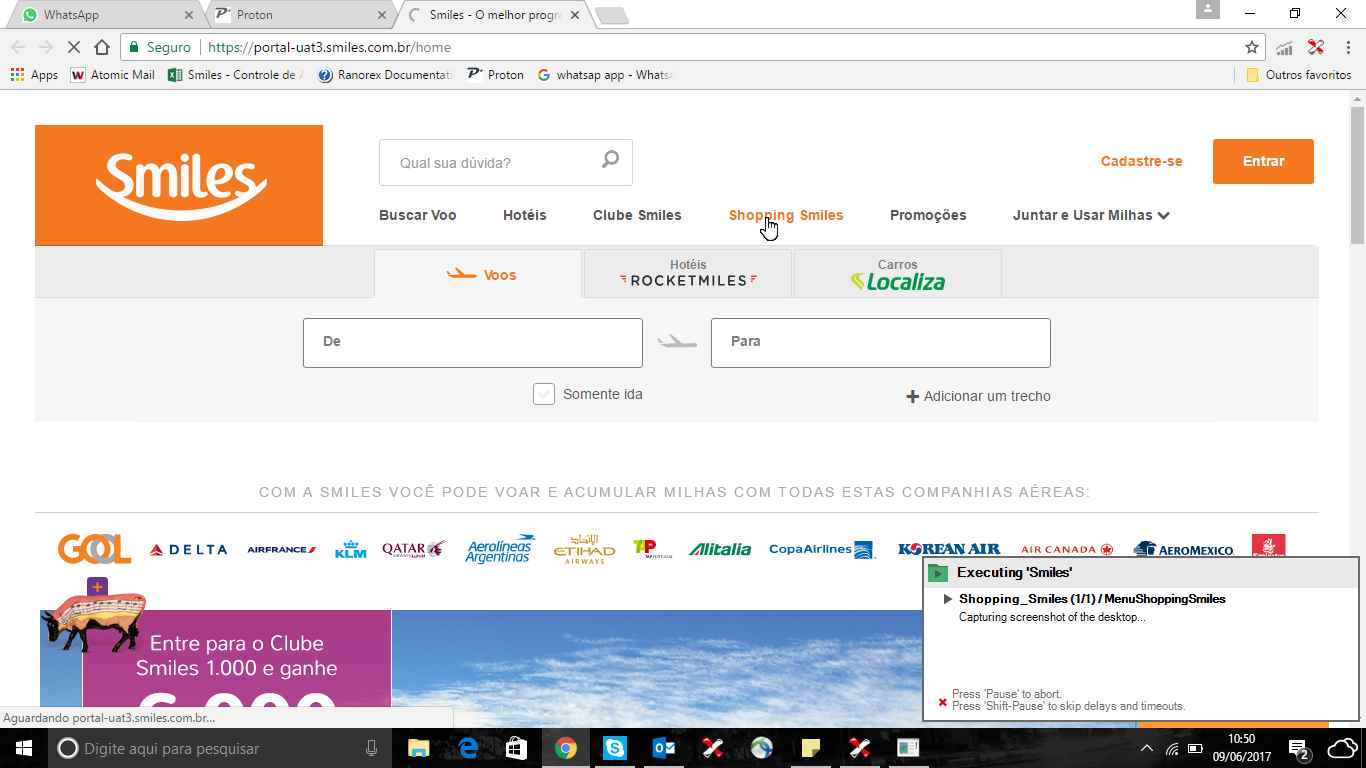 WhatsApp
Proton
Smiles - O melhor progr
Seguro
https://portal-uat3.smiles.com.br/home
Apps
Atomic Mail
Smiles - Controle de
Ranorex Documentat
Proton
whatsap app - Whats
Outros favoritos
Smiles
Qual sua dúvida?
Cadastre-se
Entrar
Buscar Voo
Hotéis
Clube Smiles
Shopping Smiles
Promoções
Juntar e Usar Milhas
Voos
Hotéis
ROCKETMILES
Carros
Localiza
De
Para
Somente ida
Adicionar um trecho
COM A SMILES VOCÊ PODE VOAR E ACUMULAR MILHAS COM TODAS ESTAS COMPANHIAS AÉREAS:
GOL
DELTA
AIRFRANCE
KLM
QATAR
Aerolíneas
Argentinas
ETIHAD
AIRWAYS
TAP
Alitalia
CopaAirlines
KOREAN AIR
AIR CANADA
AEROMEXICO
Emirates
Executing 'Smiles'
Shopping_Smiles (1/1) / MenuShoppingSmiles
Capturing screenshot of the desktop...
Press 'Pause' to abort.
Press 'Shift-Pause' to skip delays and timeouts.
Entre para o Clube
Smiles 1.000 e ganhe
Aguardando portal-uat3.smiles.com.br...
Digite aqui para pesquisar
10:50
09/06/2017
2